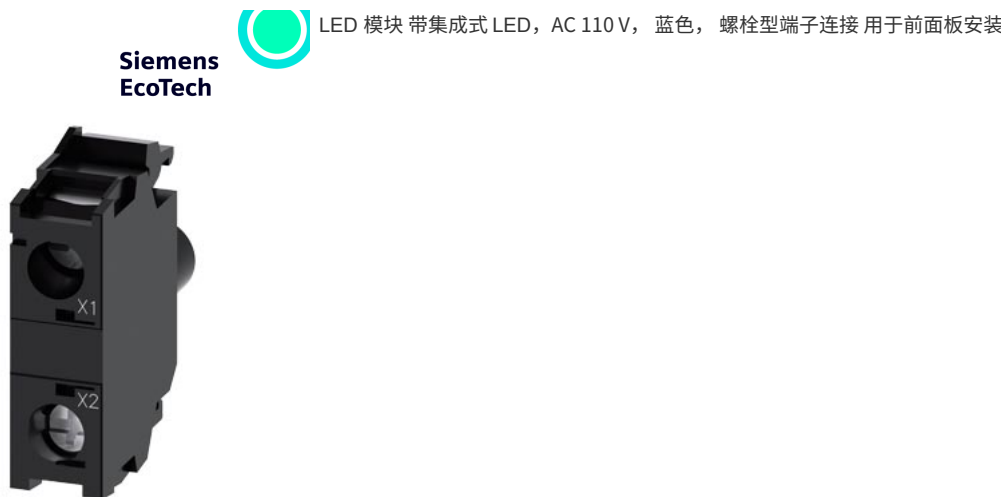 LED 模块 带集成式 LED，AC 110 V， 蓝色， 螺栓型端子连接 用于前面板安装
Siemens
EcoTech
X1
X2